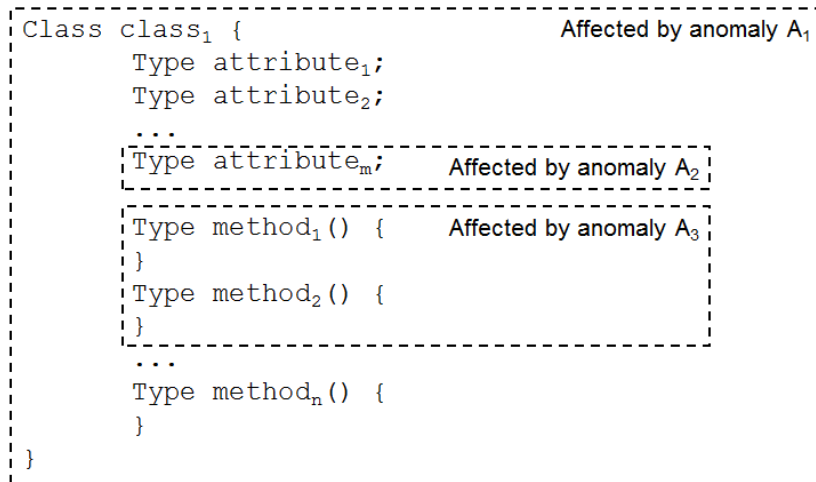 Class class₁ { Affected by anomaly A₁
Type attribute₁;
Type attribute₂;
...
Type attributeₘ; Affected by anomaly A₂
Type method₁() { Affected by anomaly A₃
}
Type method₂() {
}
...
Type methodₙ() {
}
}